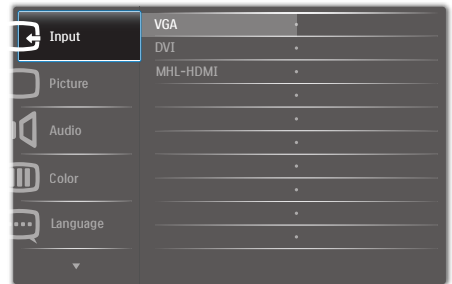 Input
Picture
Audio
Color
Language
VGA
DVI
MHL-HDMI